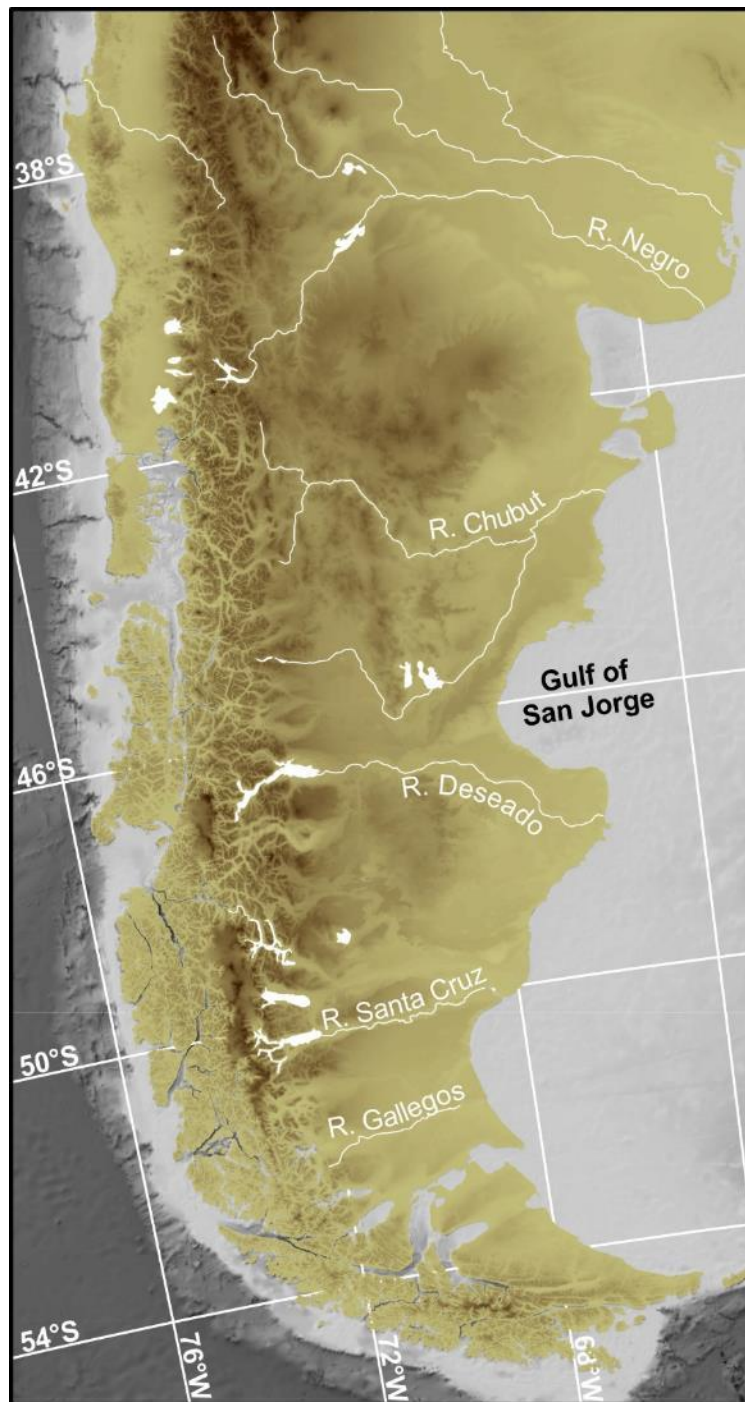 38°S
R. Negro
42°S
R. Chubut
Gulf of
San Jorge
46°S
R. Deseado
R. Santa Cruz
50°S
R. Gallegos
54°S
76°W
72°W
68°W